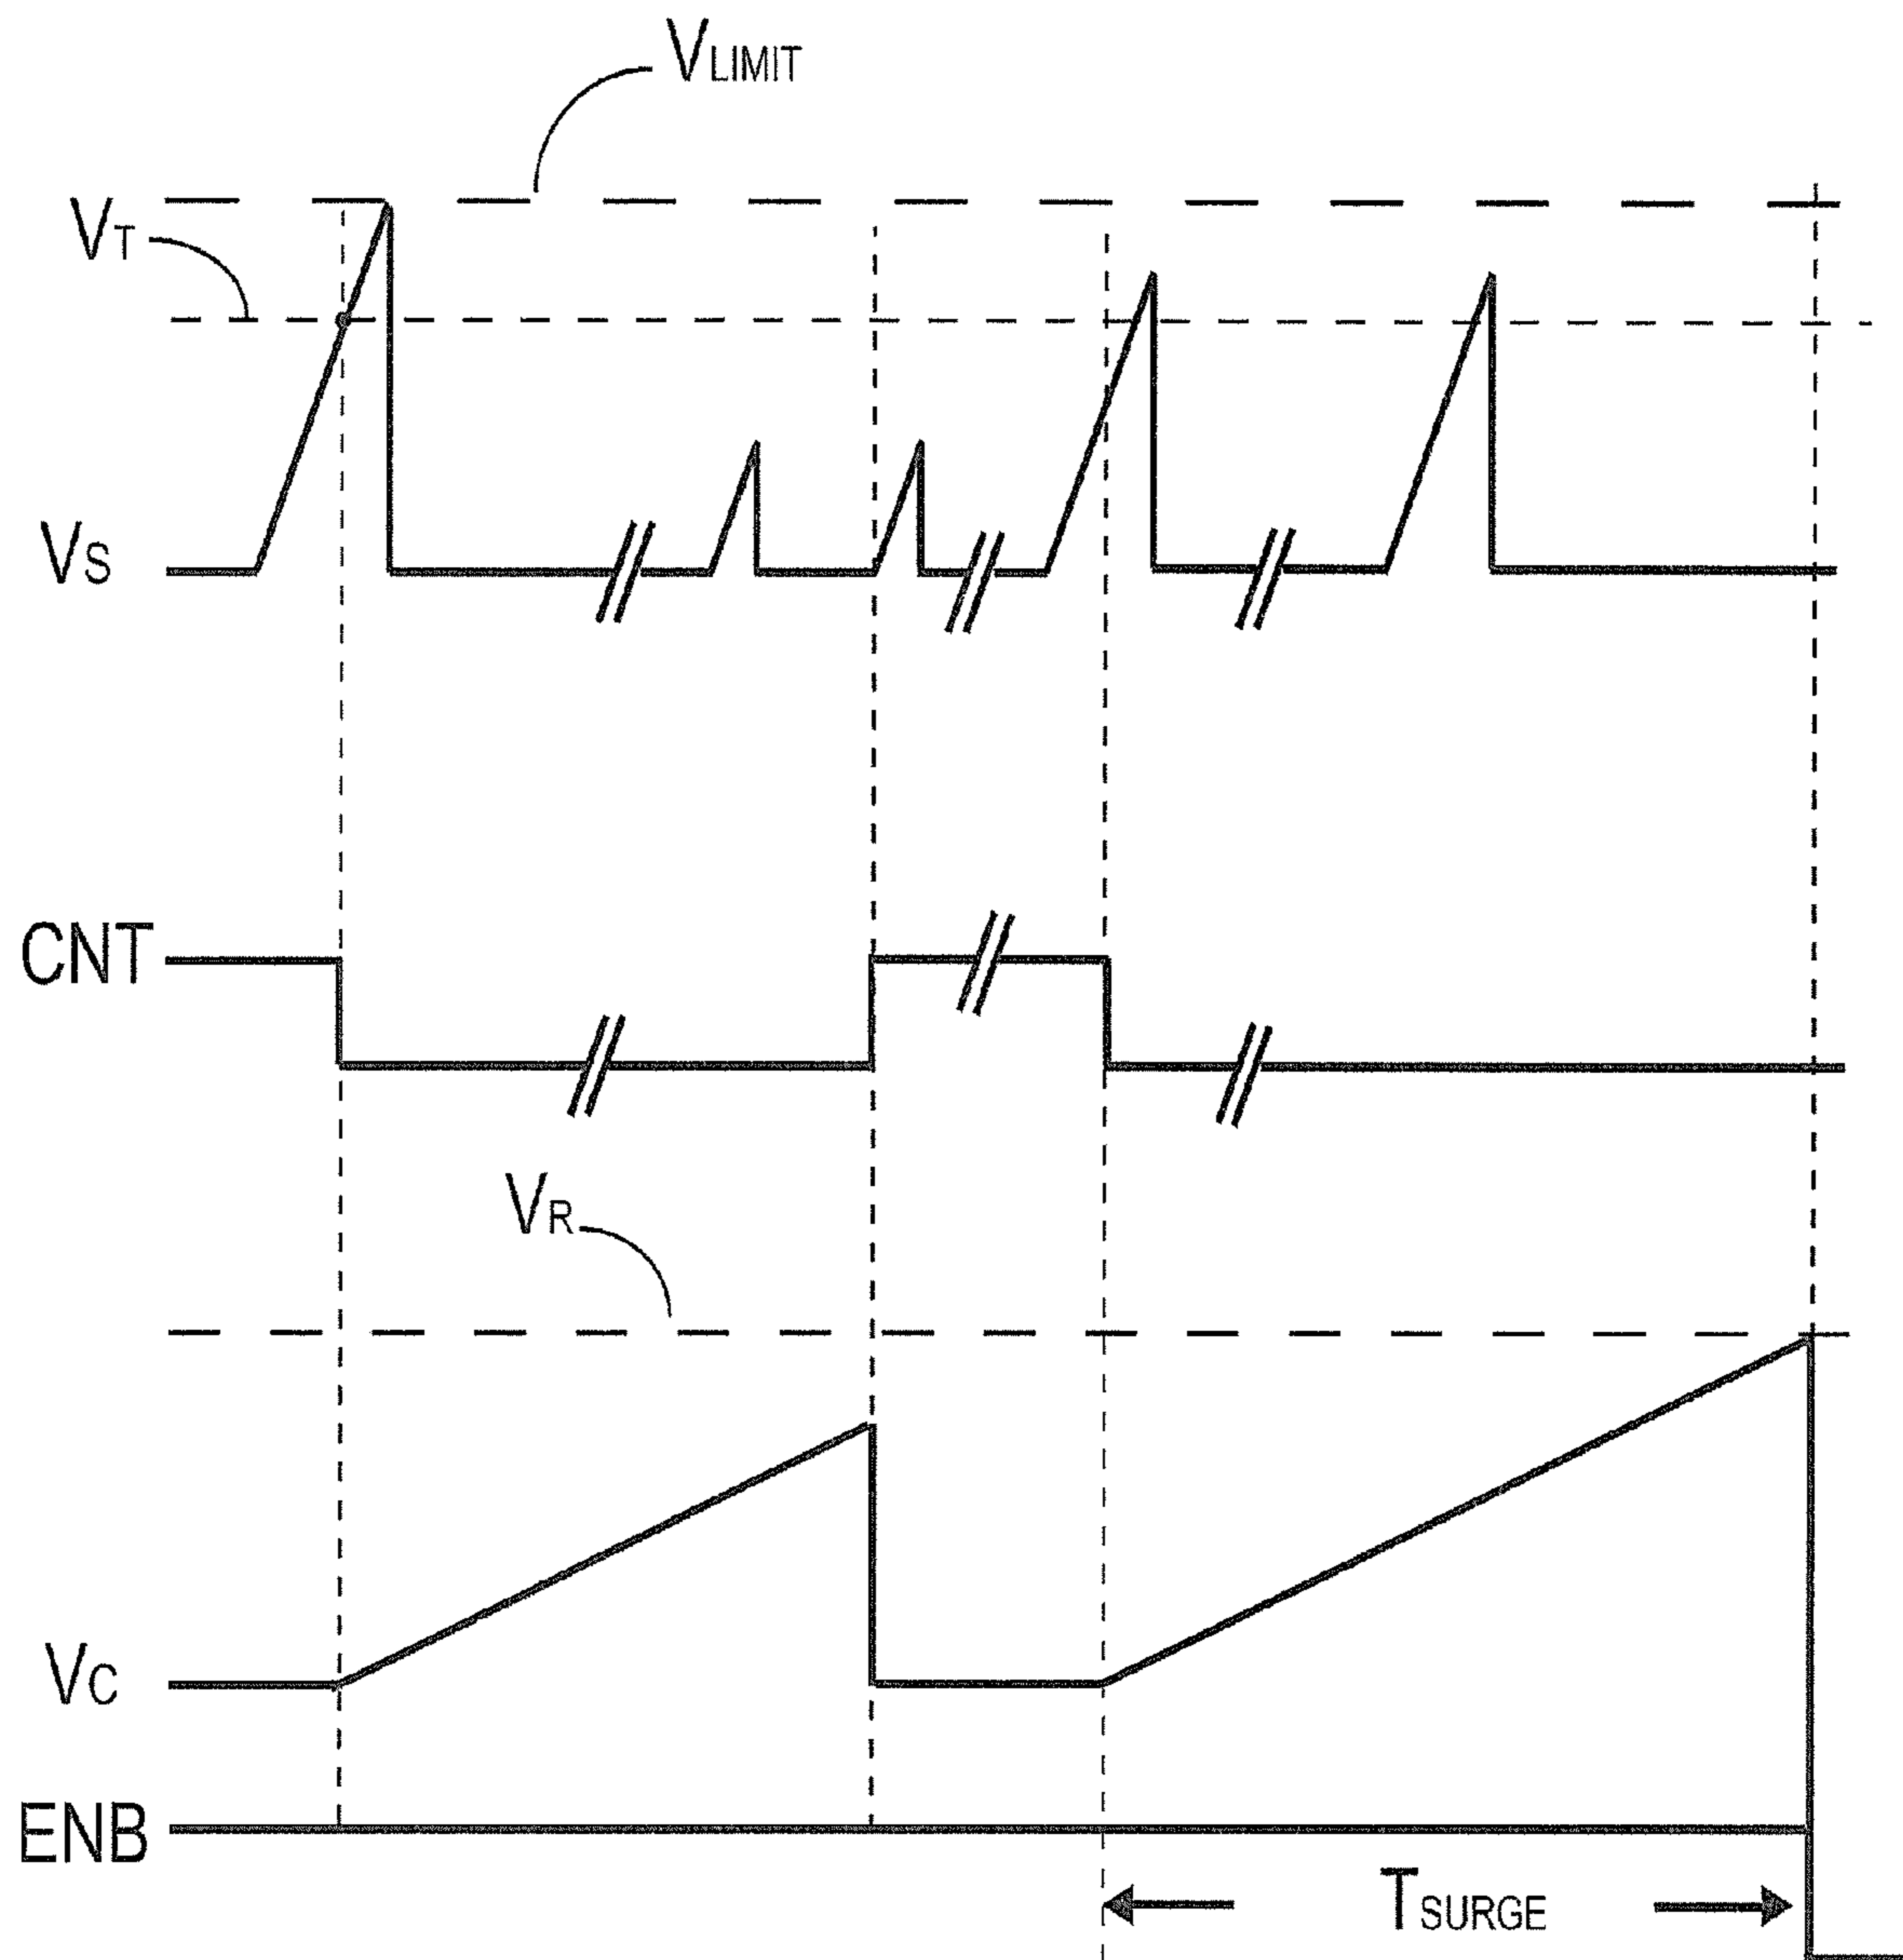 VLIMIT
VT
VS
CNT
VR
VC
ENB
TSURGE